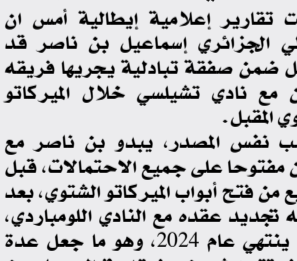 ت تقارير إعلامية إيطالية أمس ان
ي الجزائري إسماعيل بن ناصر قد
ل ضمن صفقة تبادلية يجريها فريقه
ن مع نادي تشيلسي خلال الميركاتو
وي المقبل.
ب نفس المصدر، يبدو بن ناصر مع
ن مفتوحا على جميع الاحتمالات، قبل
ع من فتح أبواب الميركاتو الشتوي، بعد
ه تجديد عقده مع النادي اللومباردي،
ينتهي عام 2024، وهو ما جعل عدة